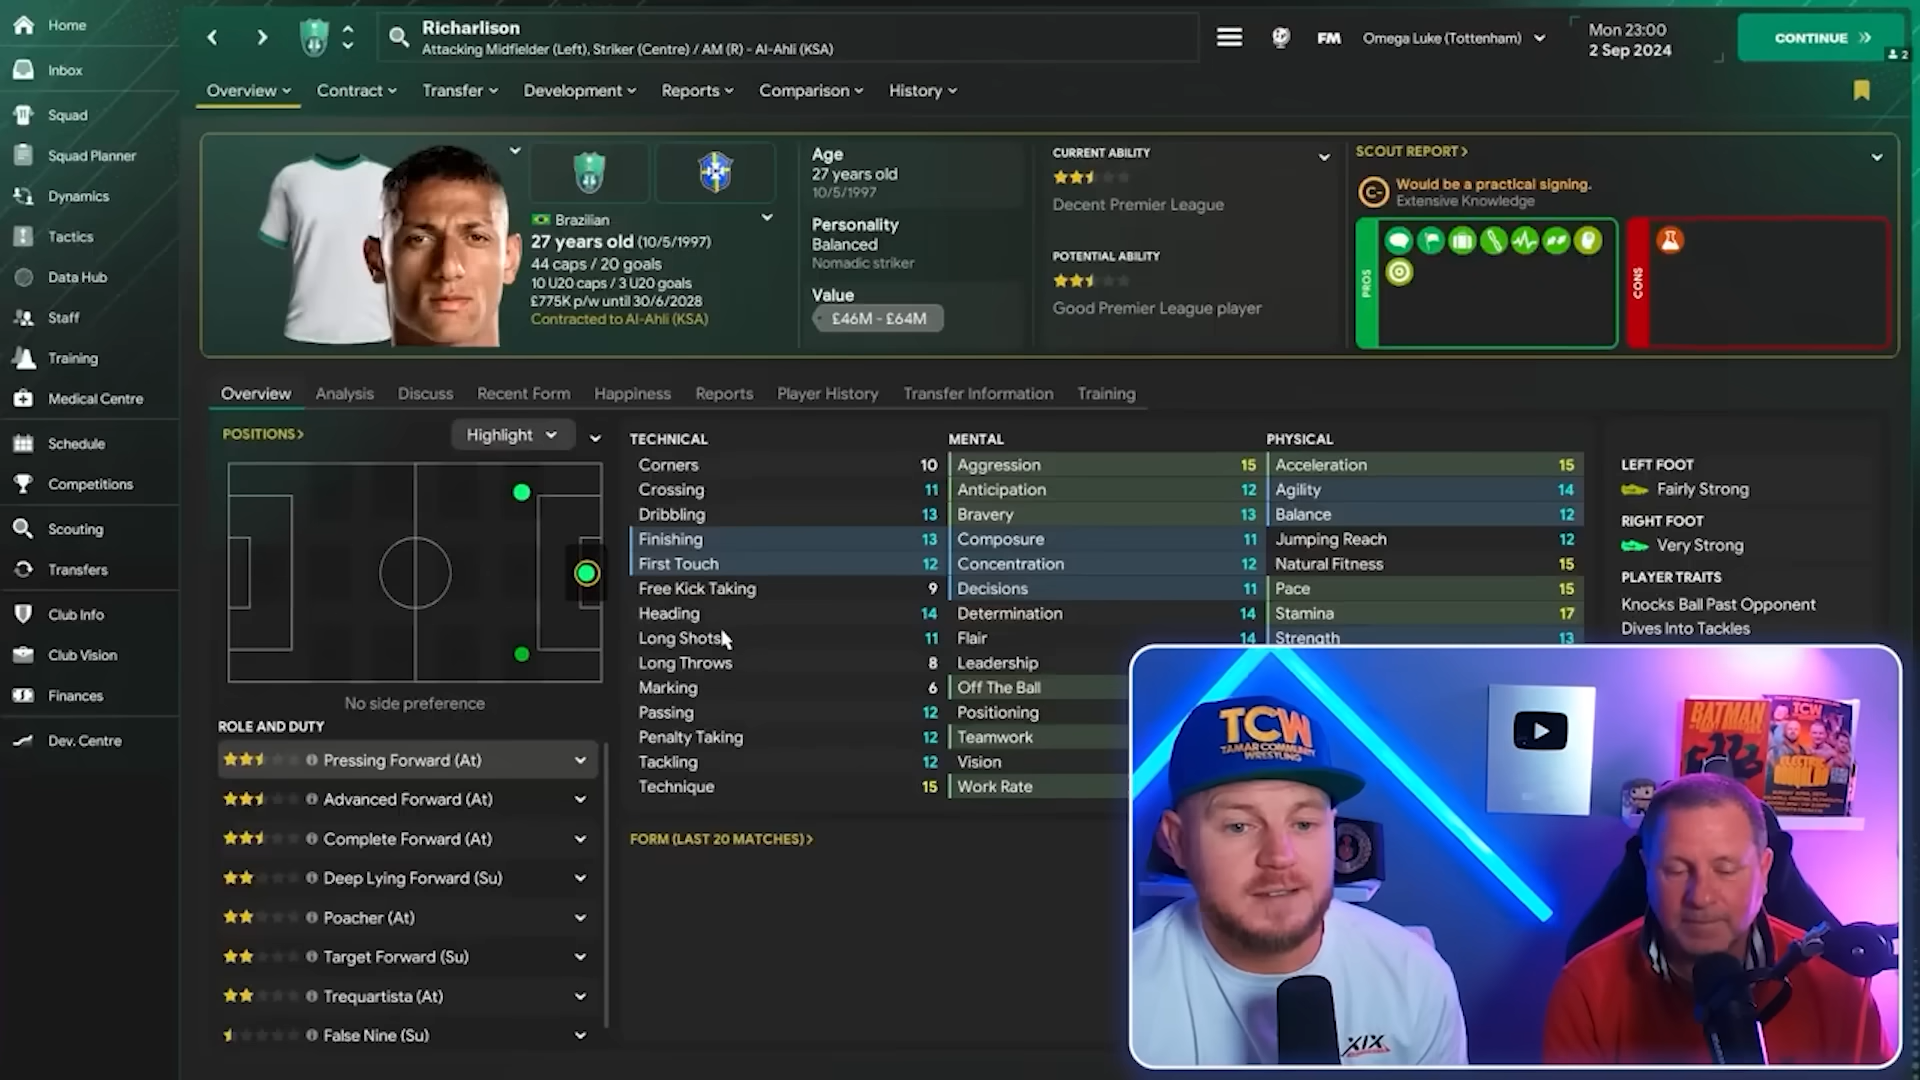 Home
Inbox
Squad
Squad Planner
Dynamics
Tactics
Data Hub
Staff
Training
Medical Centre
Schedule
Competitions
Scouting
Transfers
Club Info
Club Vision
Finances
Dev. Centre
Richarlison
Attacking Midfielder (Left), Striker (Centre) / AM (R) - Al-Ahli (KSA)
FM
Omega Luke (Tottenham)
Mon 23:00
2 Sep 2024
CONTINUE
2
Overview
Contract
Transfer
Development
Reports
Comparison
History
Brazilian
27 years old (10/5/1997)
44 caps / 20 goals
10 U20 caps / 3 U20 goals
£775K p/w until 30/6/2028
Contracted to Al-Ahli (KSA)
Age
27 years old
10/5/1997
Personality
Balanced
Nomadic striker
Value
£46M - £64M
CURRENT ABILITY
Decent Premier League
POTENTIAL ABILITY
Good Premier League player
SCOUT REPORT >
C-
Would be a practical signing.
Extensive Knowledge
PROS
CONS
Overview
Analysis
Discuss
Recent Form
Happiness
Reports
Player History
Transfer Information
Training
POSITIONS >
Highlight
No side preference
ROLE AND DUTY
Pressing Forward (At)
Advanced Forward (At)
Complete Forward (At)
Deep Lying Forward (Su)
Poacher (At)
Target Forward (Su)
Trequartista (At)
False Nine (Su)
TECHNICAL
Corners 10
Crossing 11
Dribbling 13
Finishing 13
First Touch 12
Free Kick Taking 9
Heading 14
Long Shots 11
Long Throws 8
Marking 6
Passing 12
Penalty Taking 12
Tackling 12
Technique 15
FORM (LAST 20 MATCHES) >
MENTAL
Aggression 15
Anticipation 12
Bravery 13
Composure 11
Concentration 12
Decisions 11
Determination 14
Flair 14
Leadership
Off The Ball
Positioning
Teamwork
Vision
Work Rate
PHYSICAL
Acceleration 15
Agility 14
Balance 12
Jumping Reach 12
Natural Fitness 15
Pace 15
Stamina 17
Strength 13
LEFT FOOT
Fairly Strong
RIGHT FOOT
Very Strong
PLAYER TRAITS
Knocks Ball Past Opponent
Dives Into Tackles
TCW
TAMAR COMMUNITY
WRESTLING
BATMAN
TCW
XIX